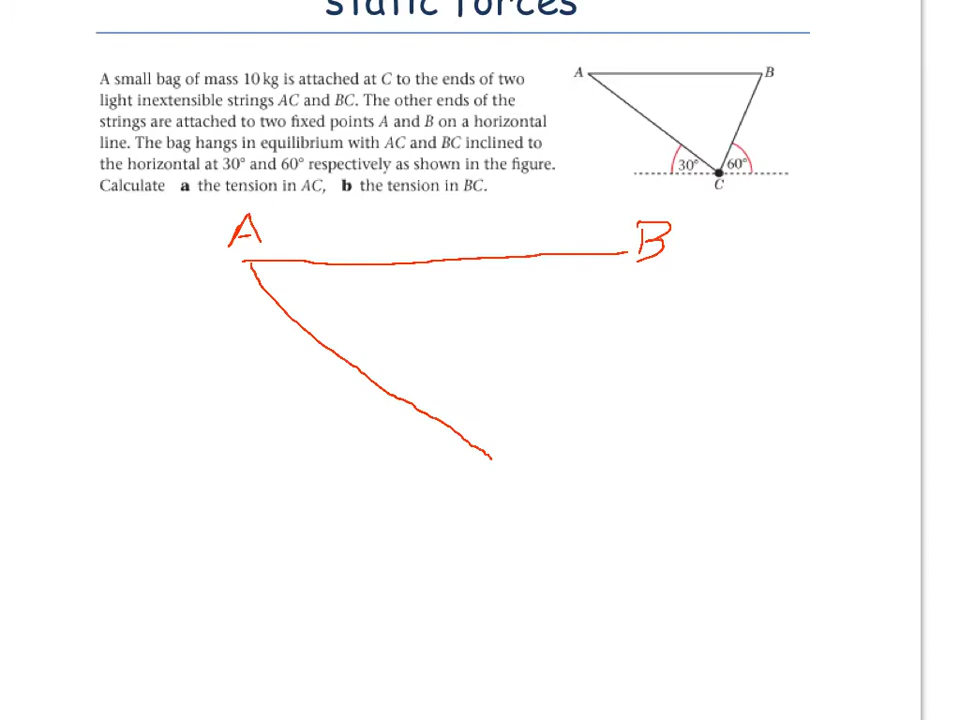 static forces
A small bag of mass 10 kg is attached at C to the ends of two
light inextensible strings AC and BC. The other ends of the
strings are attached to two fixed points A and B on a horizontal
line. The bag hangs in equilibrium with AC and BC inclined to
the horizontal at 30° and 60° respectively as shown in the figure.
Calculate a the tension in AC, b the tension in BC.
A B
30° 60°
C
A B